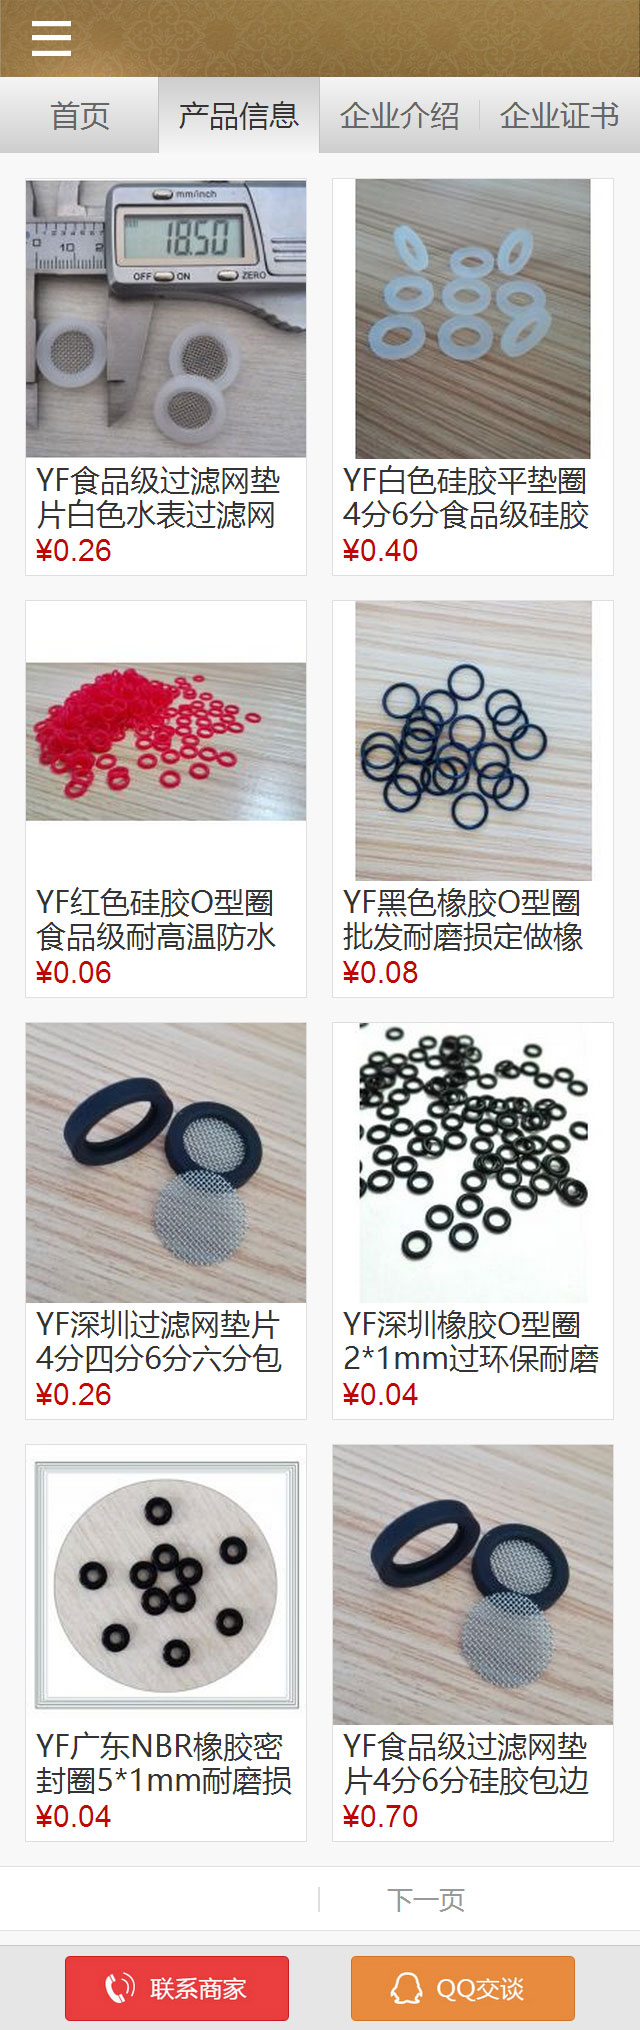 首页 产品信息 企业介绍 企业证书
mm/inch
18.50
0 10
OFF ON ZERO
YF食品级过滤网垫
片白色水表过滤网
¥0.26
YF白色硅胶平垫圈
4分6分食品级硅胶
¥0.40
YF红色硅胶O型圈
食品级耐高温防水
¥0.06
YF黑色橡胶O型圈
批发耐磨损定做橡
¥0.08
YF深圳过滤网垫片
4分四分6分六分包
¥0.26
YF深圳橡胶O型圈
2*1mm过环保耐磨
¥0.04
YF广东NBR橡胶密
封圈5*1mm耐磨损
¥0.04
YF食品级过滤网垫
片4分6分硅胶包边
¥0.70
下一页
联系商家 QQ交谈